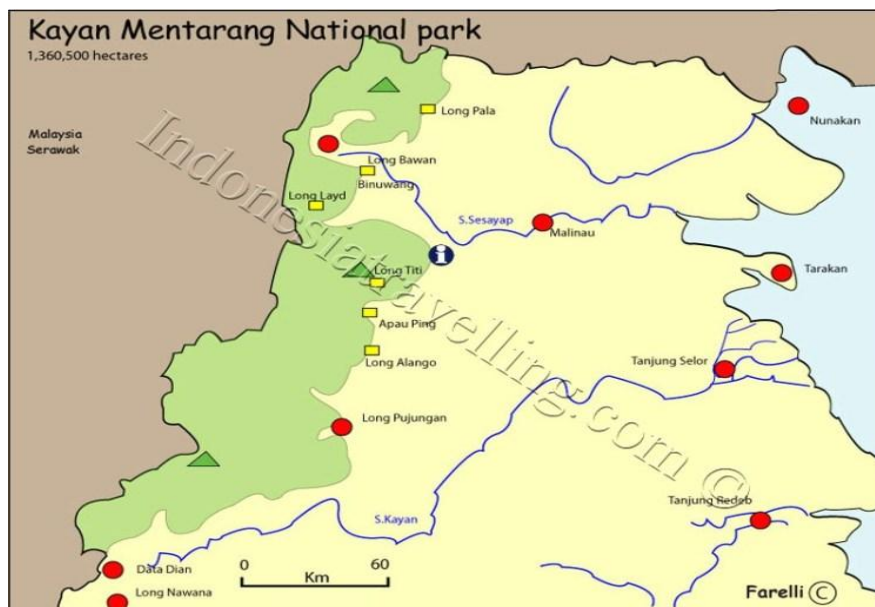 Kayan Mentarang National park
1,360,500 hectares
Malaysia
Serawak
Long Pala
Nunakan
Long Bawan
Binuwang
Long Layd
S.Sesayap
Malinau
i
Long Titi
Tarakan
Apau Ping
Long Alango
Tanjung Selor
Long Pujungan
Tanjung Redeb
S.Kayan
Data Dian
Long Nawana
0 60
Km
Farelli ©
Indonesiatravelling.com ©